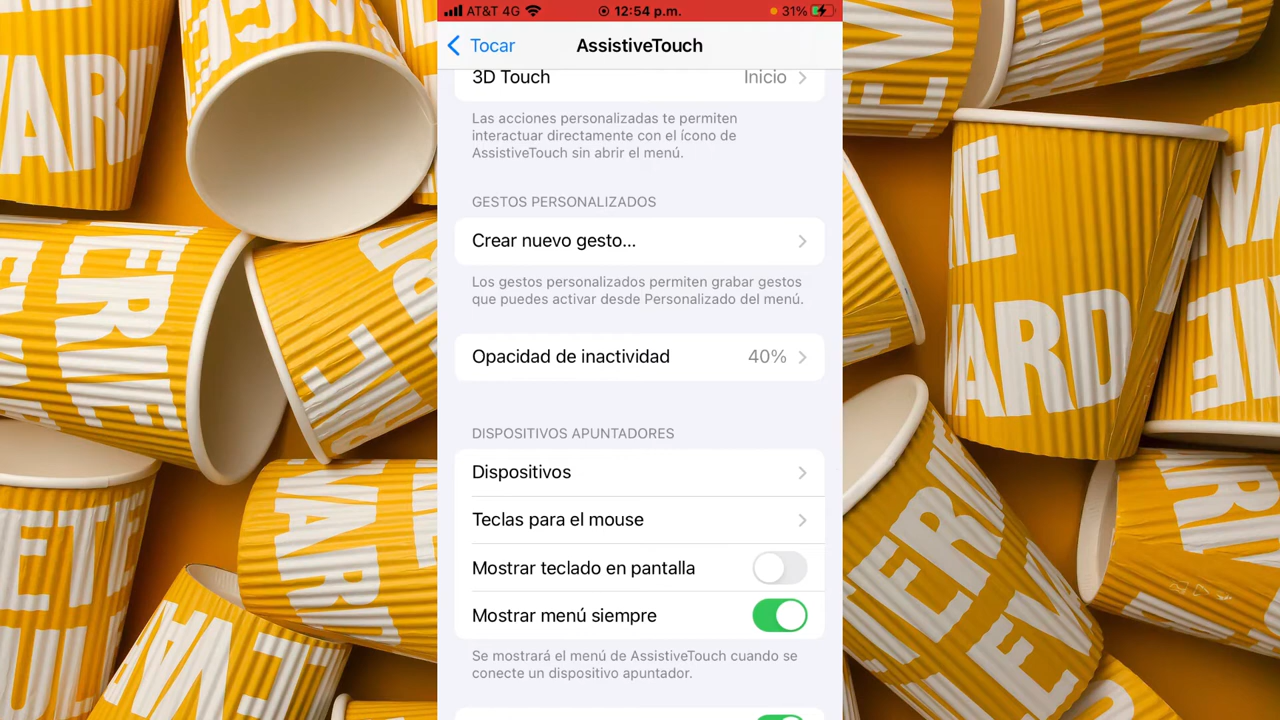 AT&T 4G 12:54 p.m. 31%
Tocar AssistiveTouch
3D Touch Inicio
Las acciones personalizadas te permiten
interactuar directamente con el ícono de
AssistiveTouch sin abrir el menú.
GESTOS PERSONALIZADOS
Crear nuevo gesto...
Los gestos personalizados permiten grabar gestos
que puedes activar desde Personalizado del menú.
Opacidad de inactividad 40%
DISPOSITIVOS APUNTADORES
Dispositivos
Teclas para el mouse
Mostrar teclado en pantalla
Mostrar menú siempre
Se mostrará el menú de AssistiveTouch cuando se
conecte un dispositivo apuntador.